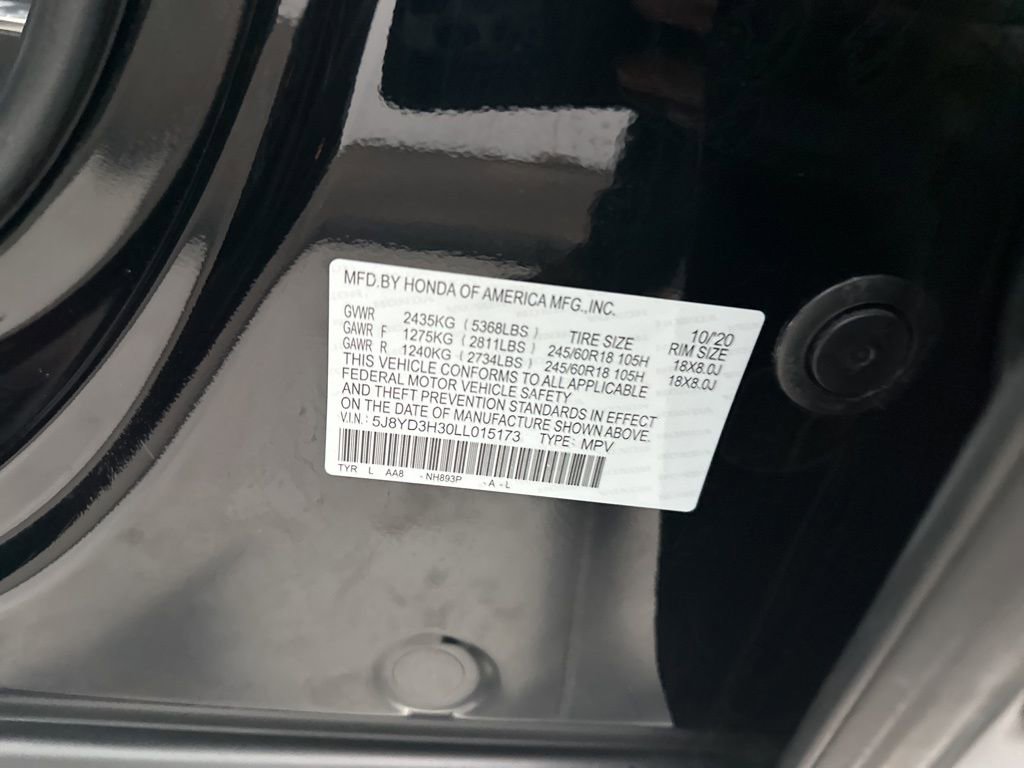 MFD.BY HONDA OF AMERICA MFG.,INC.
10/'20
GVWR 2435KG (5368LBS) TIRE SIZE RIM SIZE
GAWR F 1275KG (2811LBS) 245/60R18 105H 18X8.0J
GAWR R 1240KG (2734LBS) 245/60R18 105H 18X8.0J
THIS VEHICLE CONFORMS TO ALL APPLICABLE
FEDERAL MOTOR VEHICLE SAFETY
AND THEFT PREVENTION STANDARDS IN EFFECT
ON THE DATE OF MANUFACTURE SHOWN ABOVE.
V.I.N.: 5J8YD3H30LL015173 TYPE: MPV
TYR L AA8 -NH893P -A-L